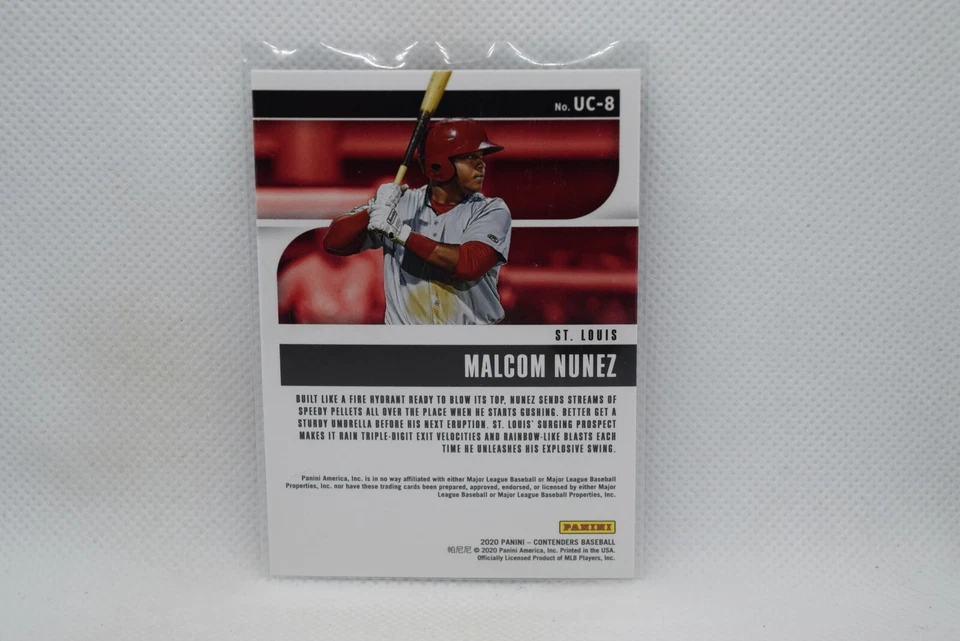 No. UC-8
ST. LOUIS
MALCOM NUNEZ
BUILT LIKE A FIRE HYDRANT READY TO BLOW ITS TOP, NUNEZ SENDS STREAMS OF
SPEEDY PELLETS ALL OVER THE PLACE WHEN HE STARTS GUSHING. BETTER GET A
STURDY UMBRELLA BEFORE HIS NEXT ERUPTION. ST. LOUIS' SURGING PROSPECT
MAKES IT RAIN TRIPLE-DIGIT EXIT VELOCITIES AND RAINBOW-LIKE BLASTS EACH
TIME HE UNLEASHES HIS EXPLOSIVE SWING.
Panini America, Inc. is in no way affiliated with either Major League Baseball or Major League Baseball
Properties, Inc. nor have these trading cards been prepared, approved, endorsed, or licensed by either Major
League Baseball or Major League Baseball Properties, Inc.
PANINI
2020 PANINI – CONTENDERS BASEBALL
帕尼尼 © 2020 Panini America, Inc. Printed in the USA.
Officially Licensed Product of MLB Players, Inc.